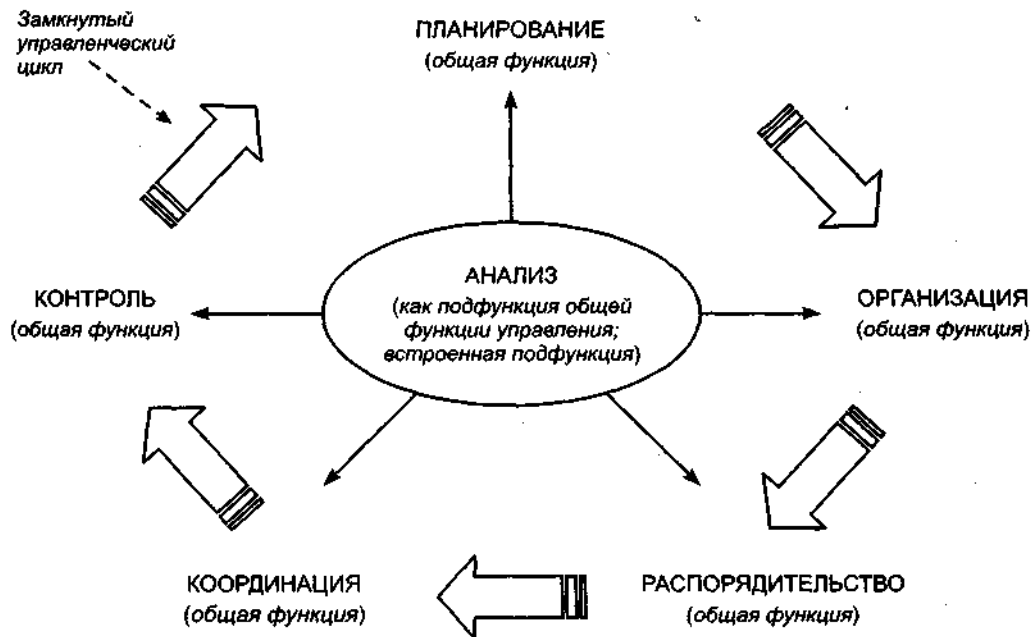 Замкнутый
управленческий
цикл
ПЛАНИРОВАНИЕ
(общая функция)
АНАЛИЗ
(как подфункция общей
функции управления;
встроенная подфункция)
КОНТРОЛЬ
(общая функция)
ОРГАНИЗАЦИЯ
(общая функция)
КООРДИНАЦИЯ
(общая функция)
РАСПОРЯДИТЕЛЬСТВО
(общая функция)